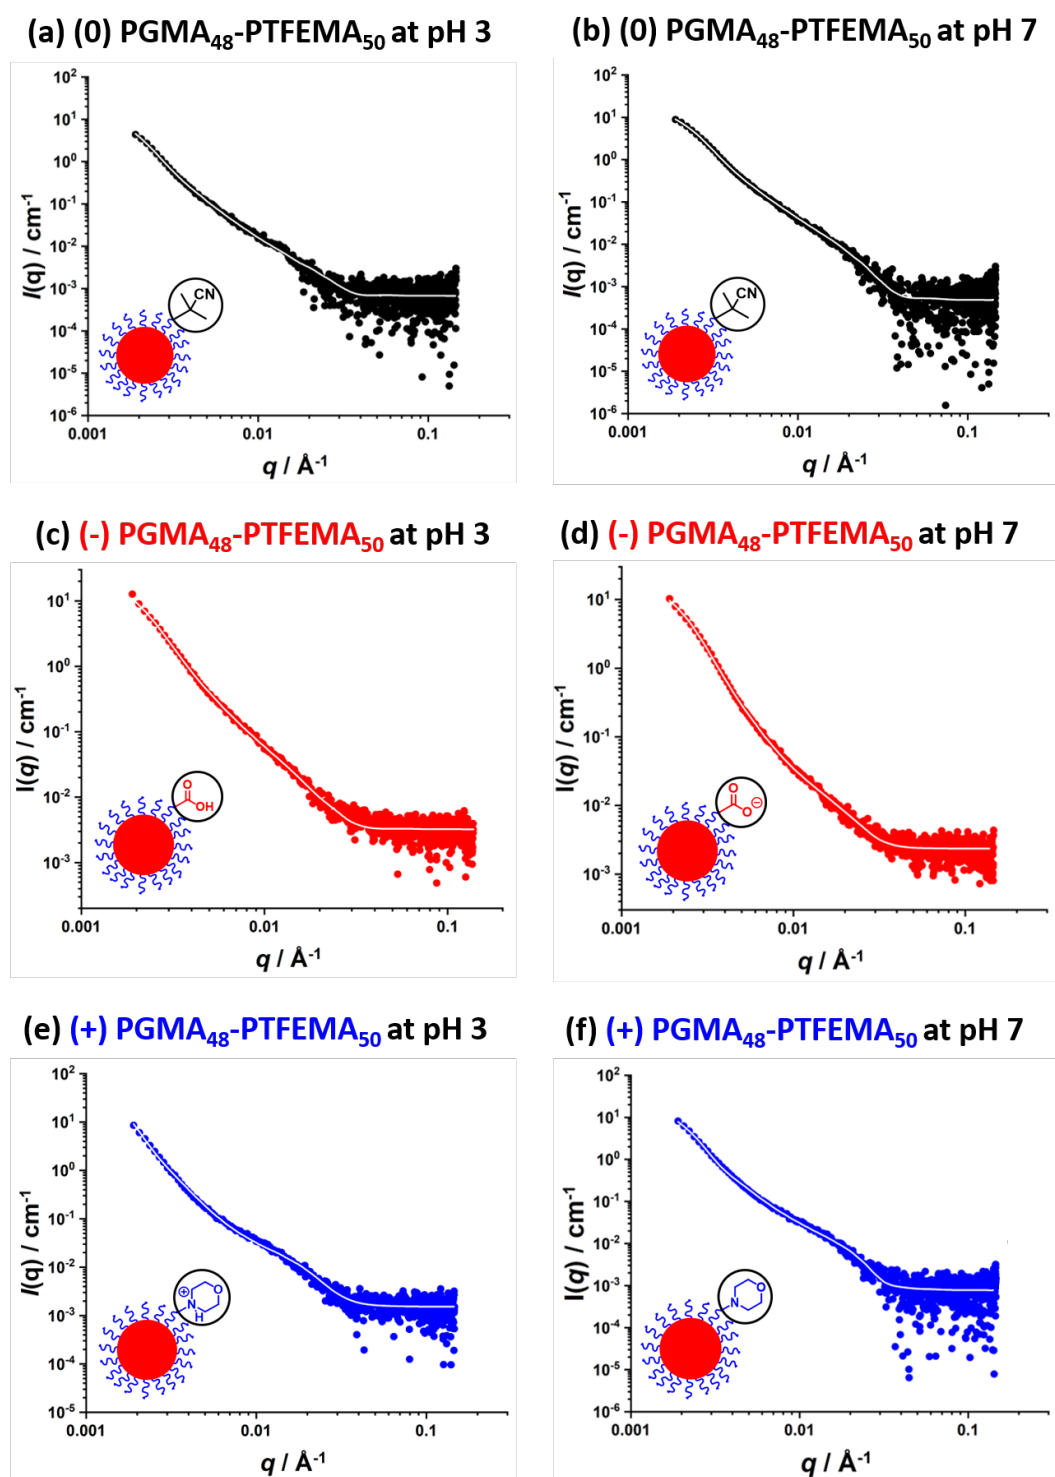 (a) (0) PGMA48-PTFEMA50 at pH 3
10²
10¹
10⁰
10⁻¹
10⁻²
10⁻³
10⁻⁴
10⁻⁵
10⁻⁶
I(q) / cm⁻¹
CN
0.001 0.01 0.1
q / Å⁻¹
(b) (0) PGMA48-PTFEMA50 at pH 7
10²
10¹
10⁰
10⁻¹
10⁻²
10⁻³
10⁻⁴
10⁻⁵
10⁻⁶
I(q) / cm⁻¹
CN
0.001 0.01 0.1
q / Å⁻¹
(c) (-) PGMA48-PTFEMA50 at pH 3
10¹
10⁰
10⁻¹
10⁻²
10⁻³
I(q) / cm⁻¹
O
OH
0.001 0.01 0.1
q / Å⁻¹
(d) (-) PGMA48-PTFEMA50 at pH 7
10¹
10⁰
10⁻¹
10⁻²
10⁻³
I(q) / cm⁻¹
O
O⊖
0.001 0.01 0.1
q / Å⁻¹
(e) (+) PGMA48-PTFEMA50 at pH 3
10²
10¹
10⁰
10⁻¹
10⁻²
10⁻³
10⁻⁴
10⁻⁵
I(q) / cm⁻¹
⊕
O
N
H
0.001 0.01 0.1
q / Å⁻¹
(f) (+) PGMA48-PTFEMA50 at pH 7
10²
10¹
10⁰
10⁻¹
10⁻²
10⁻³
10⁻⁴
10⁻⁵
10⁻⁶
I(q) / cm⁻¹
O
N
0.001 0.01 0.1
q / Å⁻¹